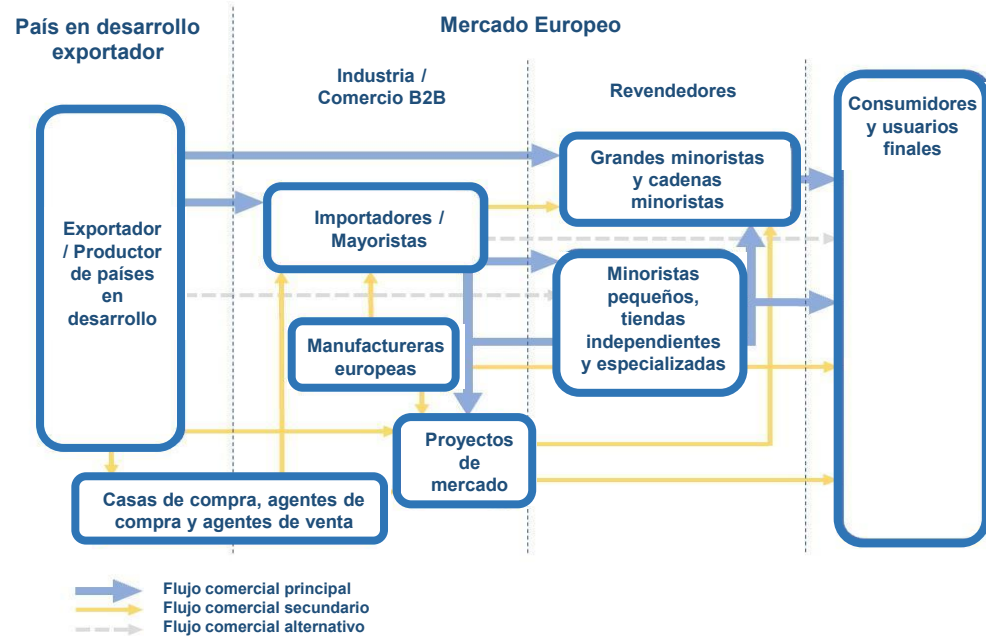 País en desarrollo
exportador
Mercado Europeo
Industria /
Comercio B2B
Revendedores
Exportador
/ Productor
de países
en
desarrollo
Importadores /
Mayoristas
Manufactureras
europeas
Proyectos
de
mercado
Casas de compra, agentes de
compra y agentes de venta
Grandes minoristas
y cadenas
minoristas
Minoristas
pequeños,
tiendas
independientes
y especializadas
Consumidores
y usuarios
finales
Flujo comercial principal
Flujo comercial secundario
Flujo comercial alternativo